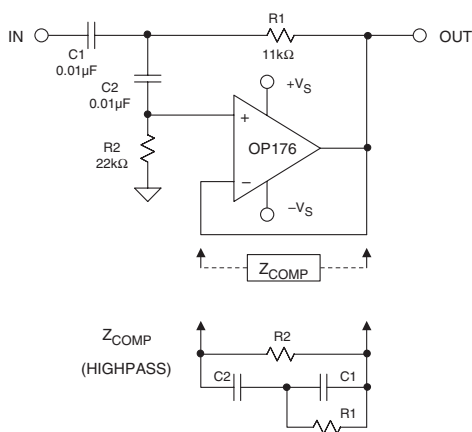 IN
C1
0.01µF
R1
11kΩ
OUT
C2
0.01µF
R2
22kΩ
+VS
+
OP176
−
−VS
ZCOMP
ZCOMP
(HIGHPASS)
R2
C2
C1
R1